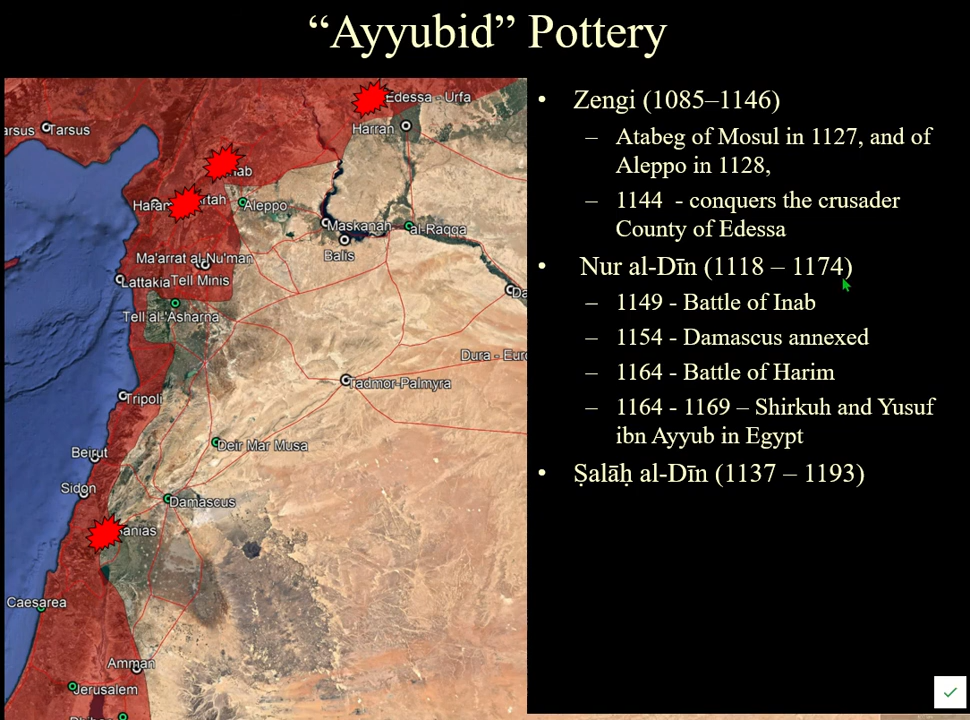 “Ayyubid” Pottery
Edessa - Urfa
Tarsus
Harran
Aleppo
Maskanah
al-Raqqa
Balis
Ma'arrat al-Nu'man
Lattakia
Tell Minis
Tell al-'Asharna
Tadmor-Palmyra
Tripoli
Deir Mar Musa
Beirut
Sidon
Damascus
Caesarea
Amman
Jerusalem
• Zengi (1085–1146)
– Atabeg of Mosul in 1127, and of
Aleppo in 1128,
– 1144 - conquers the crusader
County of Edessa
• Nur al-Dīn (1118 – 1174)
– 1149 - Battle of Inab
– 1154 - Damascus annexed
– 1164 - Battle of Harim
– 1164 - 1169 – Shirkuh and Yusuf
ibn Ayyub in Egypt
• Ṣalāḥ al-Dīn (1137 – 1193)